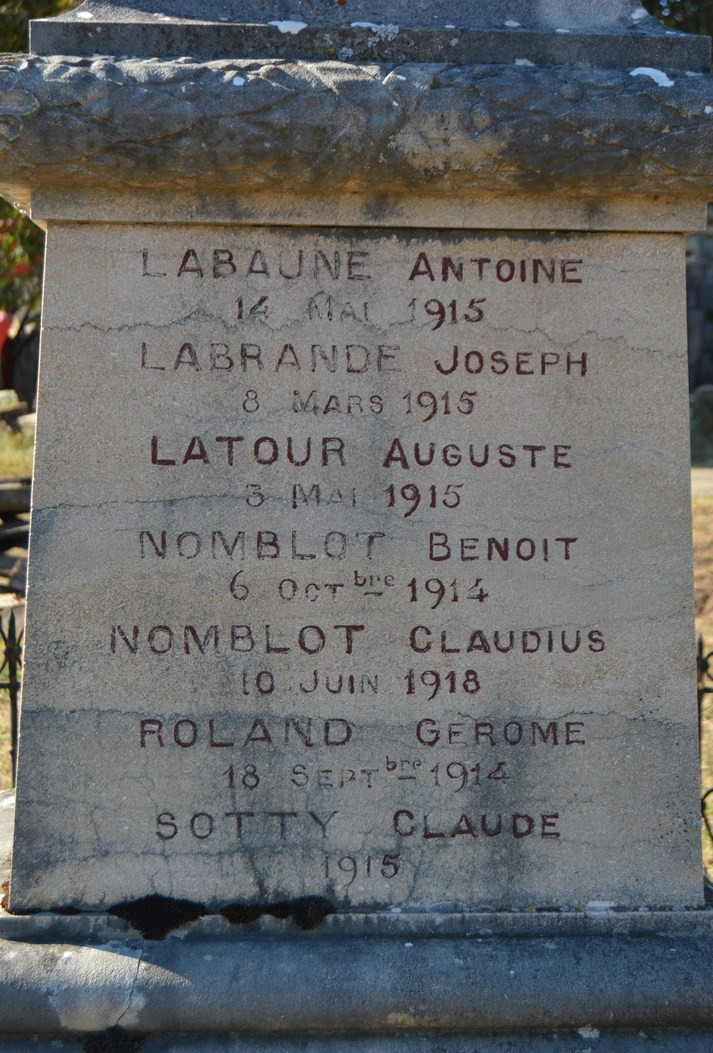 LABAUNE ANTOINE
14 MAI 1915
LABRANDE JOSEPH
8 MARS 1915
LATOUR AUGUSTE
3 MAI 1915
NOMBLOT BENOIT
6 OCTbre 1914
NOMBLOT CLAUDIUS
10 JUIN 1918
ROLAND GEROME
18 SEPTbre 1914
SOTTY CLAUDE
1915